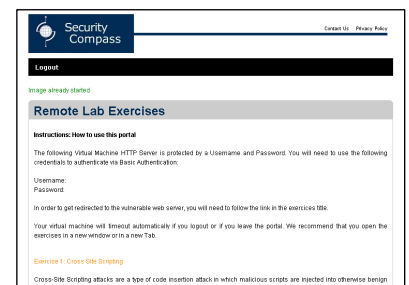 Security
Compass
Contact Us Privacy Policy
Logout
Image already started
Remote Lab Exercises
Instructions: How to use this portal
The following Virtual Machine HTTP Server is protected by a Username and Password. You will need to use the following
credentials to authenticate via Basic Authentication:
Username:
Password:
In order to get redirected to the vulnerable web server, you will need to follow the link in the exercices title.
Your virtual machine will timeout automatically if you logout or if you leave the portal. We recommend that you open the
exercises in a new window or in a new Tab.
Exercise 1: Cross Site Scripting
Cross-Site Scripting attacks are a type of code insertion attack in which malicious scripts are injected into otherwise benign